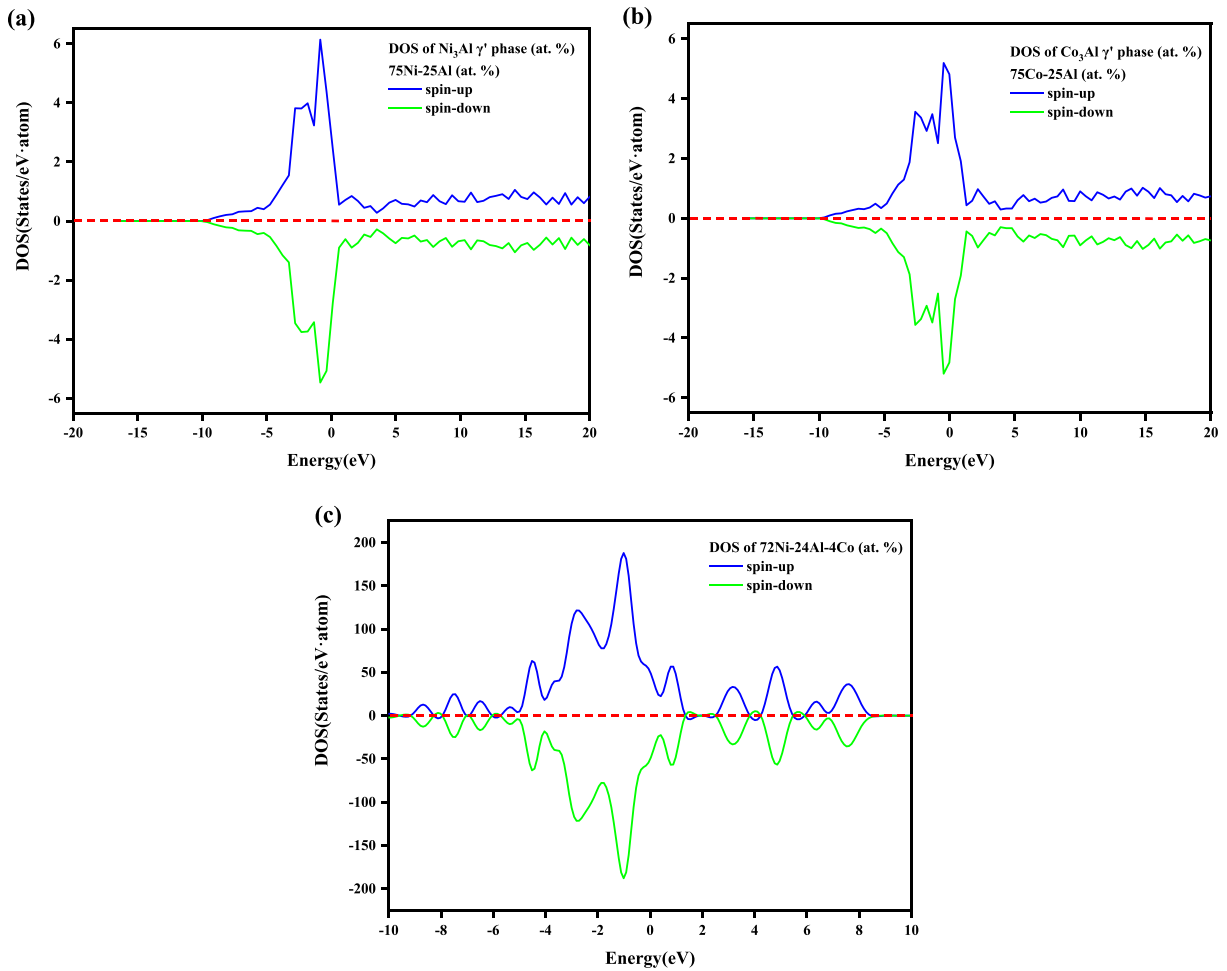 (a)
DOS of Ni₃Al γ' phase (at. %)
75Ni-25Al (at. %)
spin-up
spin-down
DOS(States/eV·atom)
6
4
2
0
-2
-4
-6
-20 -15 -10 -5 0 5 10 15 20
Energy(eV)
(b)
DOS of Co₃Al γ' phase (at. %)
75Co-25Al (at. %)
spin-up
spin-down
DOS(States/eV·atom)
6
4
2
0
-2
-4
-6
-20 -15 -10 -5 0 5 10 15 20
Energy(eV)
(c)
DOS of 72Ni-24Al-4Co (at. %)
spin-up
spin-down
DOS(States/eV·atom)
200
150
100
50
0
-50
-100
-150
-200
-10 -8 -6 -4 -2 0 2 4 6 8 10
Energy(eV)